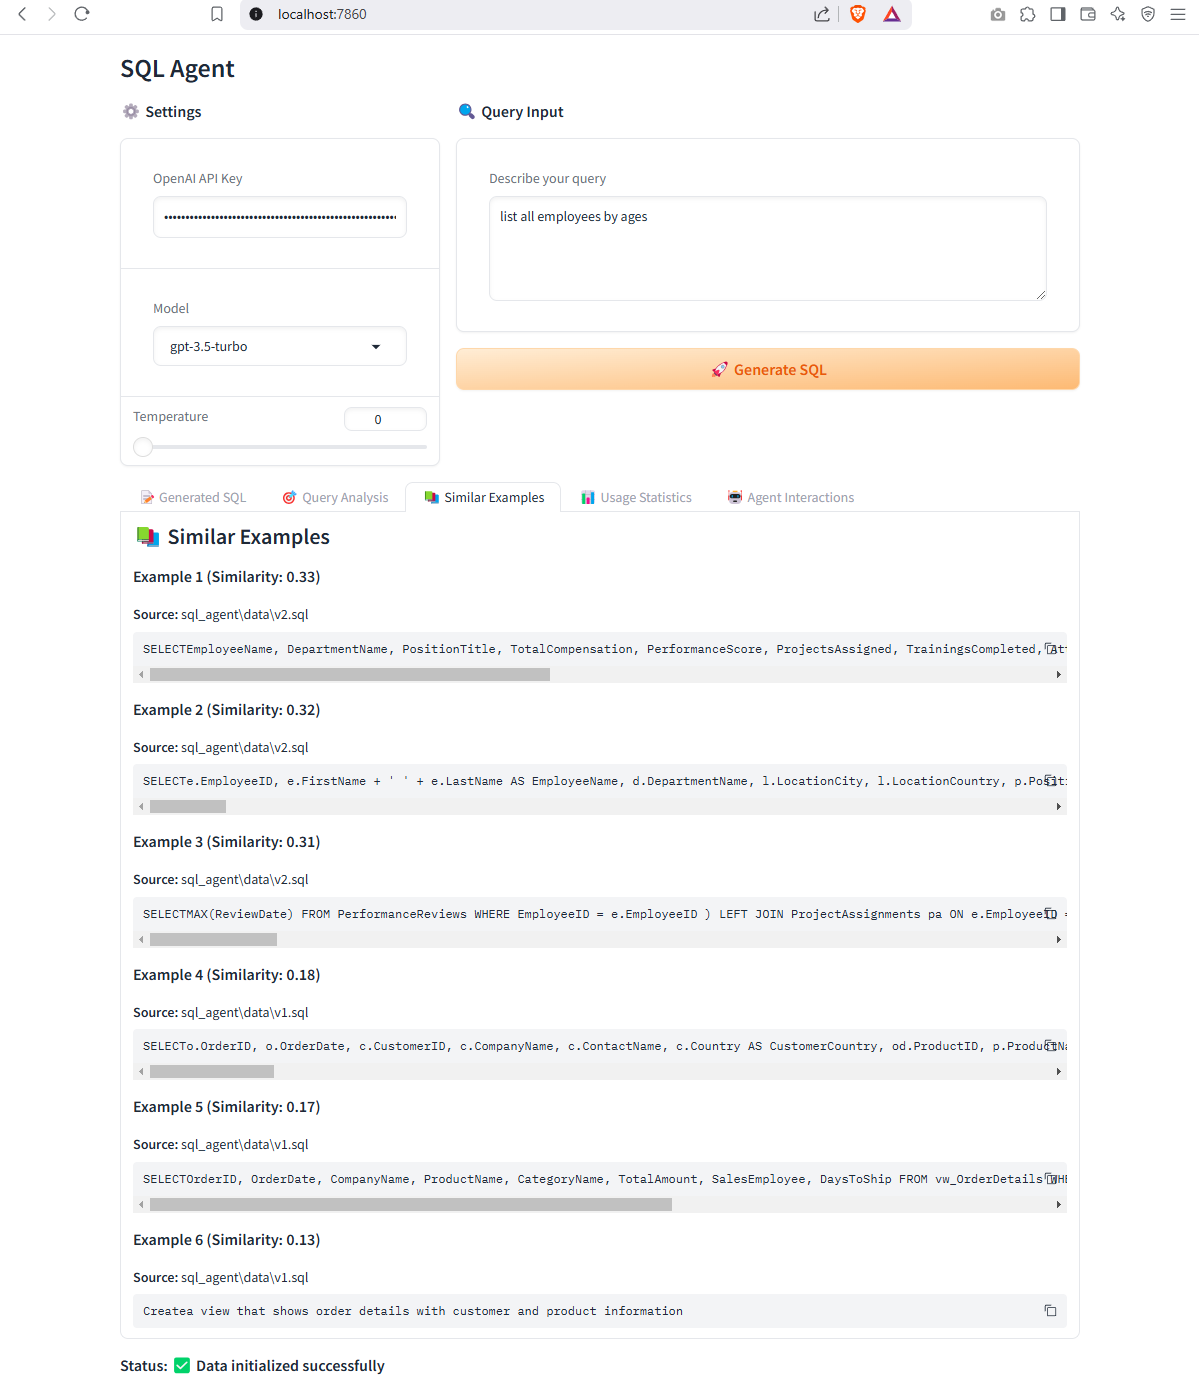 localhost:7860
SQL Agent
Settings
Query Input
OpenAI API Key
Describe your query
list all employees by ages
Model
gpt-3.5-turbo
Generate SQL
Temperature
0
Generated SQL
Query Analysis
Similar Examples
Usage Statistics
Agent Interactions
Similar Examples
Example 1 (Similarity: 0.33)
Source: sql_agent\data\v2.sql
SELECTEmployeeName, DepartmentName, PositionTitle, TotalCompensation, PerformanceScore, ProjectsAssigned, TrainingsCompleted,
Example 2 (Similarity: 0.32)
Source: sql_agent\data\v2.sql
SELECTe.EmployeeID, e.FirstName + ' ' + e.LastName AS EmployeeName, d.DepartmentName, l.LocationCity, l.LocationCountry,
Example 3 (Similarity: 0.31)
Source: sql_agent\data\v2.sql
SELECTMAX(ReviewDate) FROM PerformanceReviews WHERE EmployeeID = e.EmployeeID ) LEFT JOIN ProjectAssignments pa ON e.EmployeeID =
Example 4 (Similarity: 0.18)
Source: sql_agent\data\v1.sql
SELECTo.OrderID, o.OrderDate, c.CustomerID, c.CompanyName, c.ContactName, c.Country AS CustomerCountry, od.ProductID,
Example 5 (Similarity: 0.17)
Source: sql_agent\data\v1.sql
SELECTOrderID, OrderDate, CompanyName, ProductName, CategoryName, TotalAmount, SalesEmployee, DaysToShip FROM vw_OrderDetails
Example 6 (Similarity: 0.13)
Source: sql_agent\data\v1.sql
Createa view that shows order details with customer and product information
Status: Data initialized successfully